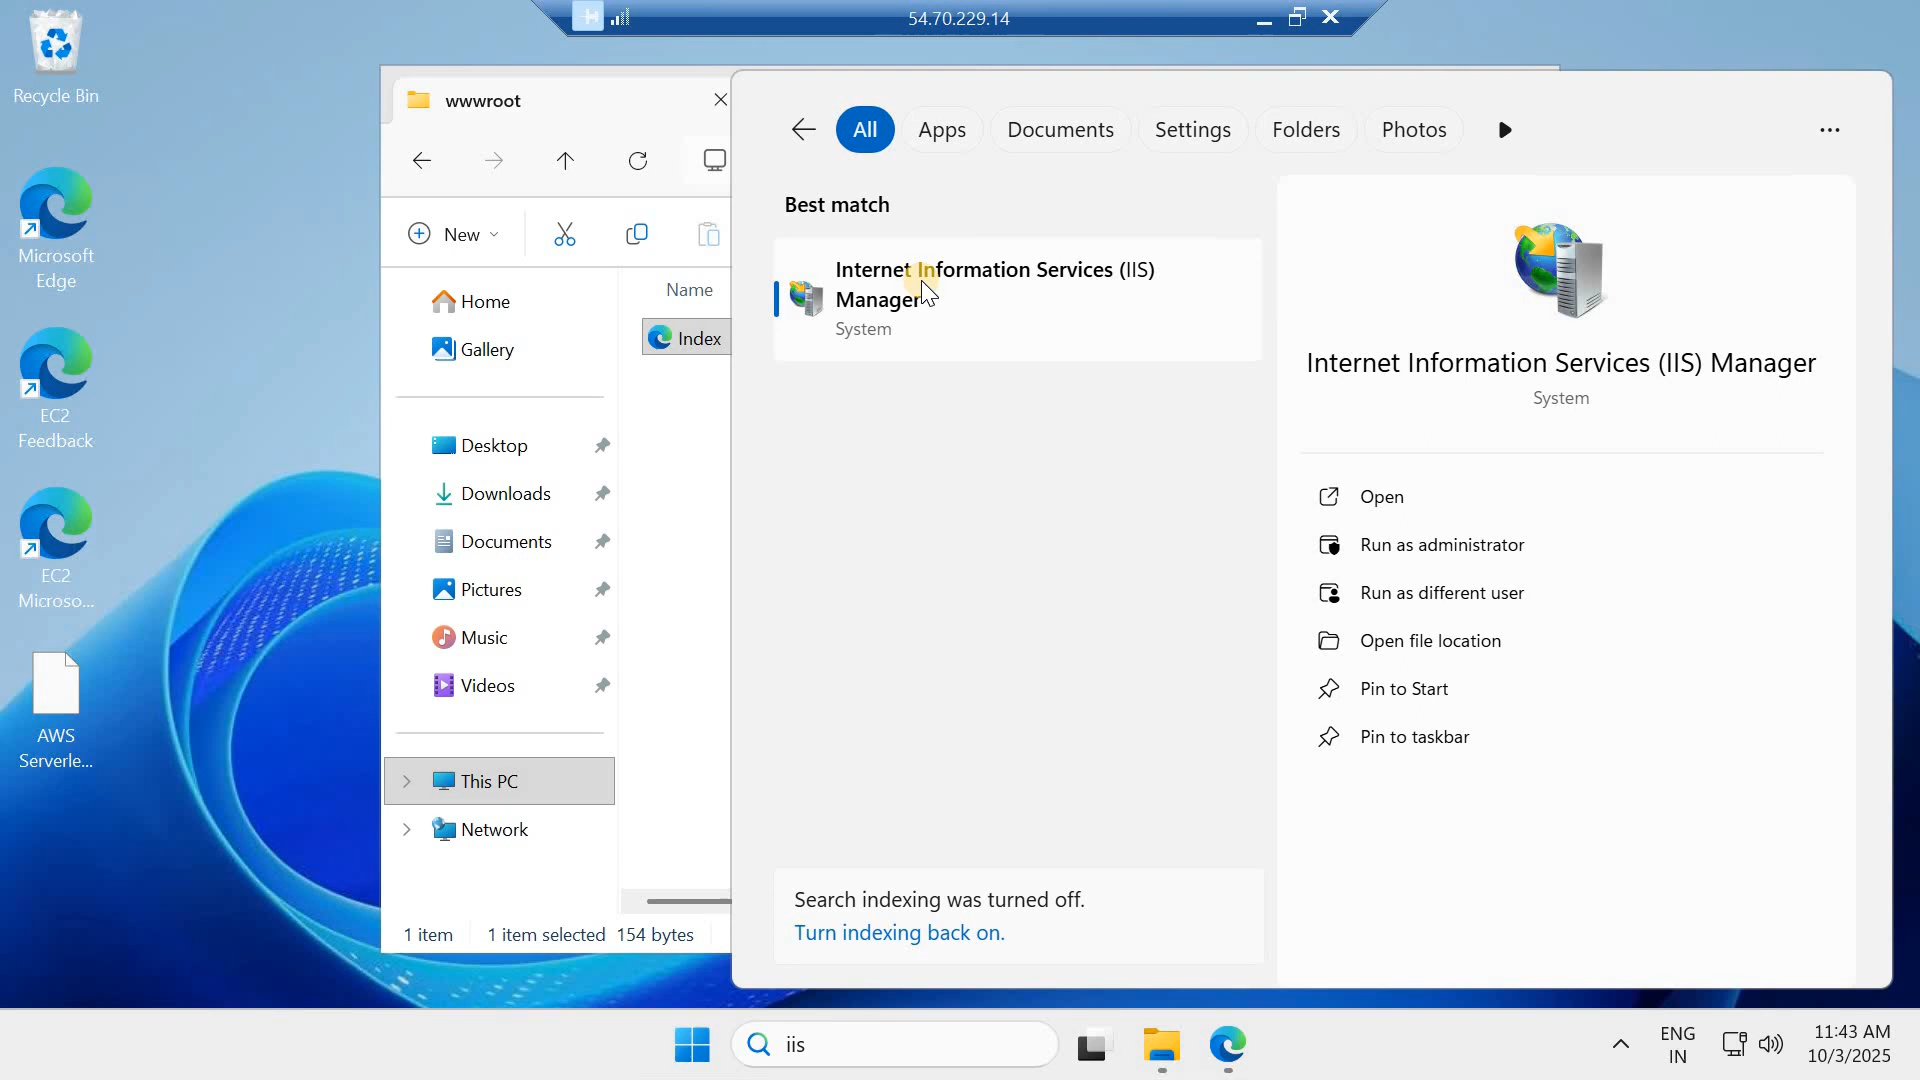 54.70.229.14
Recycle Bin
Microsoft
Edge
EC2
Feedback
EC2
Microso...
AWS
Serverle...
wwwroot
New
Home
Gallery
Desktop
Downloads
Documents
Pictures
Music
Videos
This PC
Network
Name
Index
1 item
1 item selected 154 bytes
All
Apps
Documents
Settings
Folders
Photos
Best match
Internet Information Services (IIS)
Manager
System
Search indexing was turned off.
Turn indexing back on.
Internet Information Services (IIS) Manager
System
Open
Run as administrator
Run as different user
Open file location
Pin to Start
Pin to taskbar
iis
ENG
IN
11:43 AM
10/3/2025